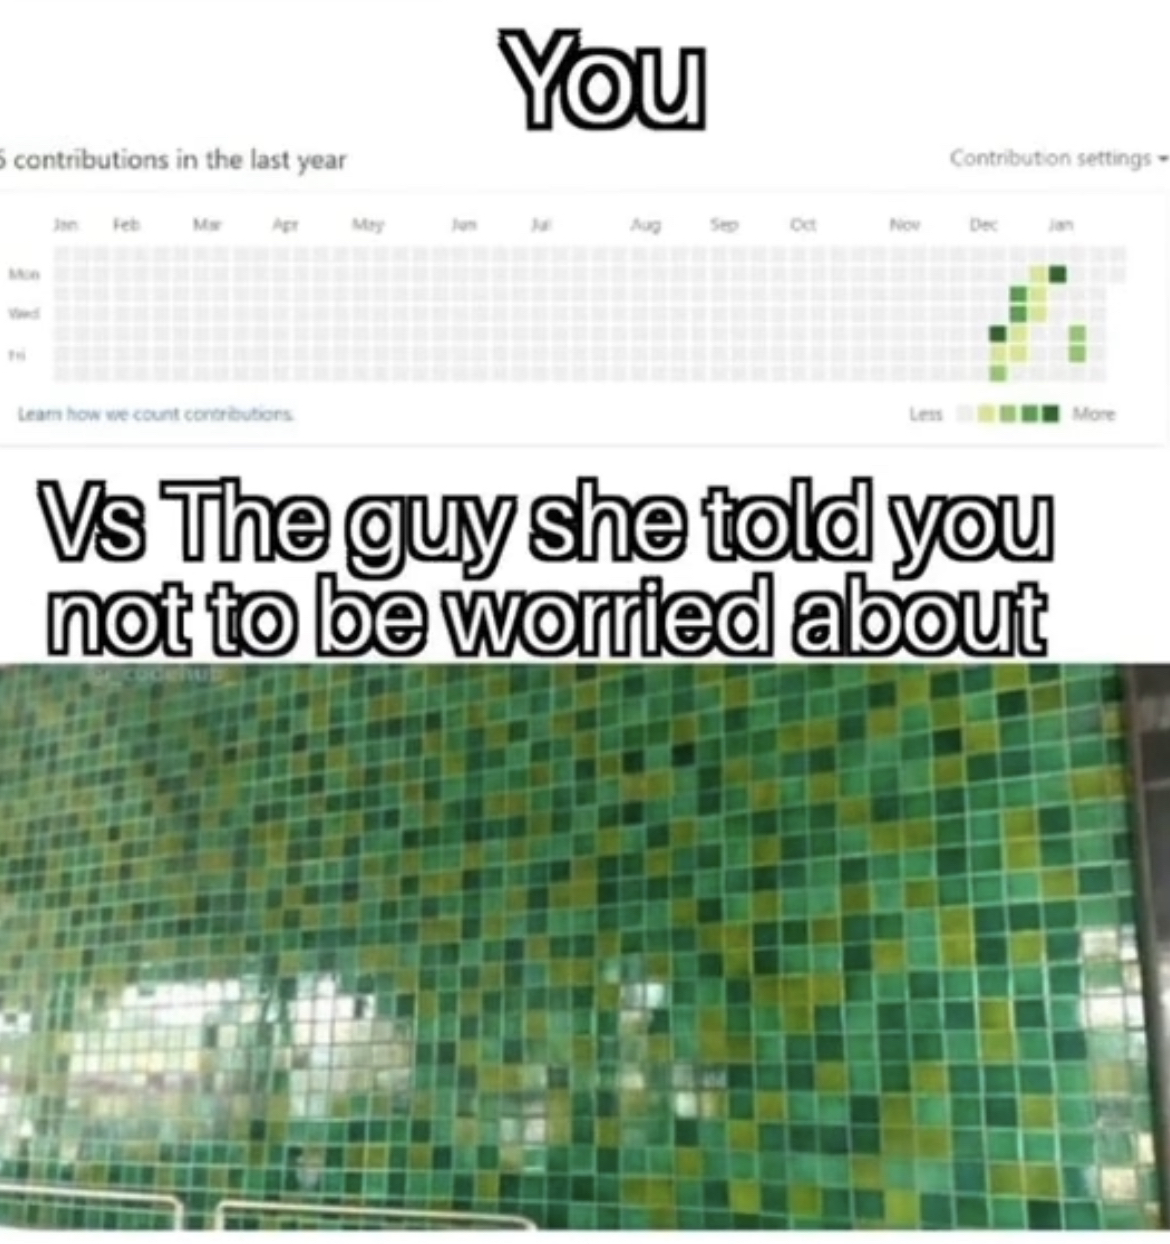 You
contributions in the last year
Contribution settings
Jan Feb Mar Apr May Jun Jul Aug Sep Oct Nov Dec Jan
Mon
Wed
Fri
Learn how we count contributions.
Less More
Vs The guy she told you
not to be worried about